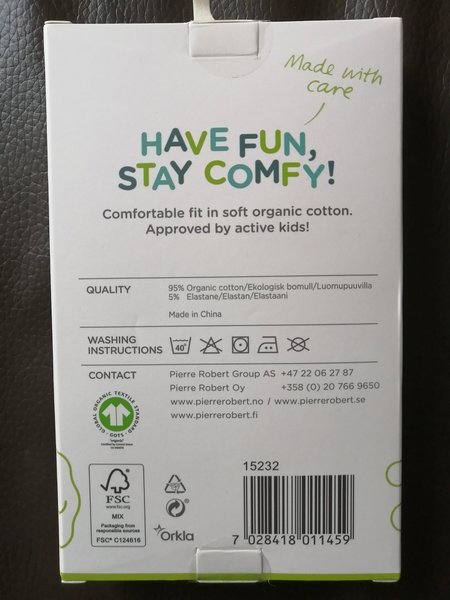 Made with
care
HAVE FUN,
STAY COMFY!
Comfortable fit in soft organic cotton.
Approved by active kids!
QUALITY
95% Organic cotton/Ekologisk bomull/Luomupuuvilla
5% Elastane/Elastan/Elastaani
Made in China
WASHING
INSTRUCTIONS
40°
CONTACT
Pierre Robert Group AS +47 22 06 27 87
Pierre Robert Oy +358 (0) 20 766 9650
www.pierrerobert.no / www.pierrerobert.se
www.pierrerobert.fi
GLOBAL ORGANIC TEXTILE STANDARD
GOTS
"organic"
FSC
www.fsc.org
MIX
Packaging from
responsible sources
FSC® C124616
Orkla
15232
7 028418 011459